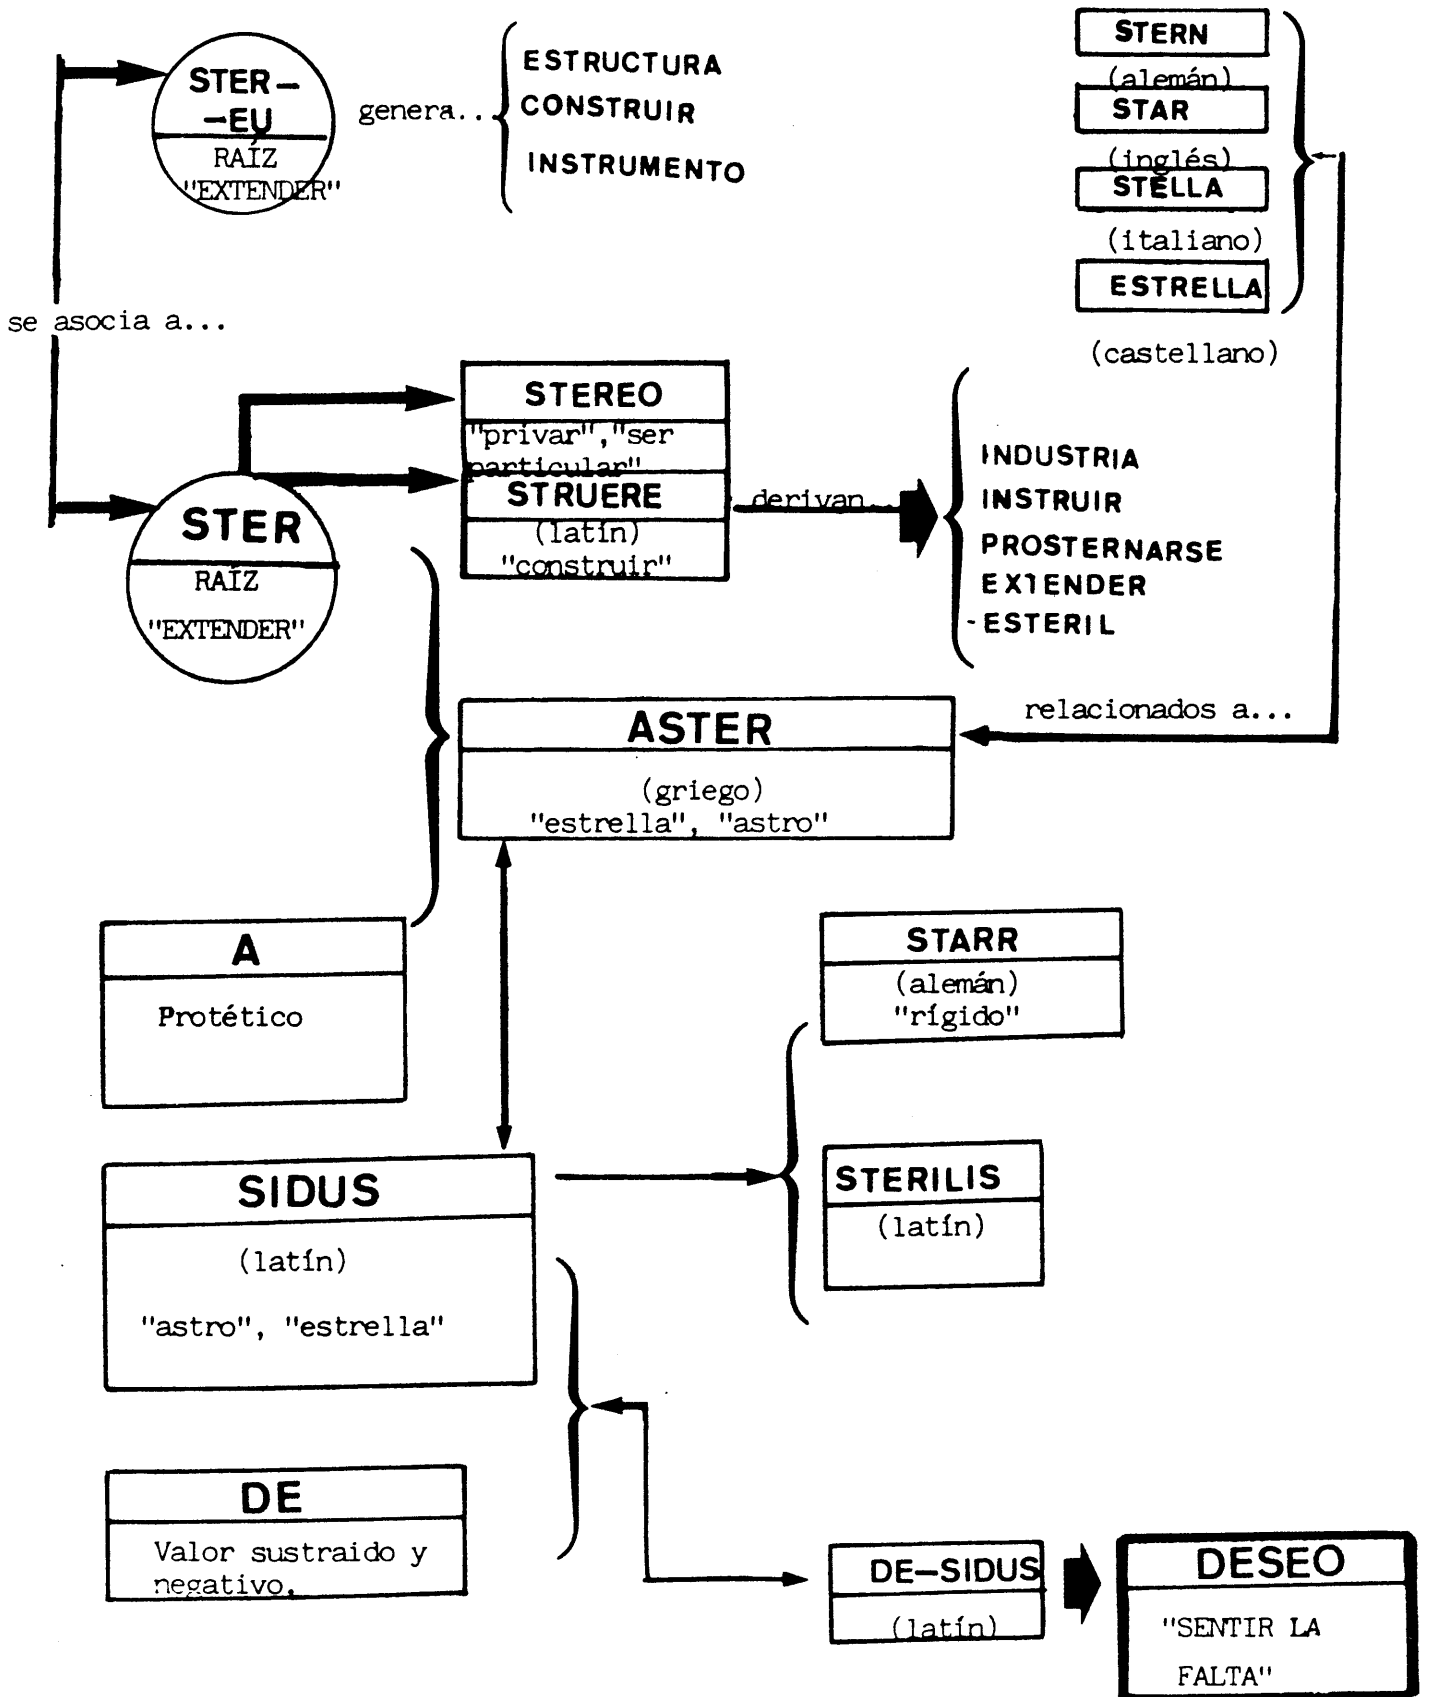 STER—
—EU
RAÍZ
"EXTENDER"
genera...
ESTRUCTURA
CONSTRUIR
INSTRUMENTO
STERN
(alemán)
STAR
(inglés)
STELLA
(italiano)
ESTRELLA
(castellano)
se asocia a...
STEREO
"privar","ser
particular"
STRUERE
(latín)
"construir"
derivan...
INDUSTRIA
INSTRUIR
PROSTERNARSE
EXTENDER
- ESTERIL
STER
RAÍZ
"EXTENDER"
relacionados a...
ASTER
(griego)
"estrella", "astro"
A
Protético
STARR
(alemán)
"rígido"
STERILIS
(latín)
SIDUS
(latín)
"astro", "estrella"
DE
Valor sustraido y
negativo.
DE—SIDUS
(latín)
DESEO
"SENTIR LA
FALTA"